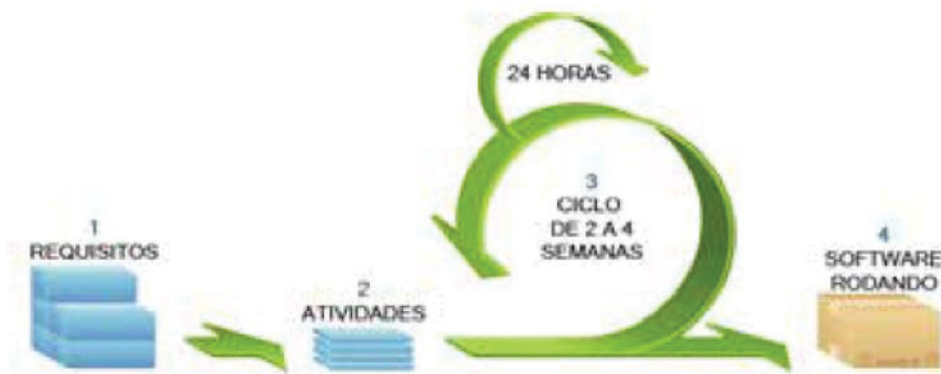 24 HORAS
1
REQUISITOS
2
ATIVIDADES
3
CICLO
DE 2 A 4
SEMANAS
4
SOFTWARE
RODANDO